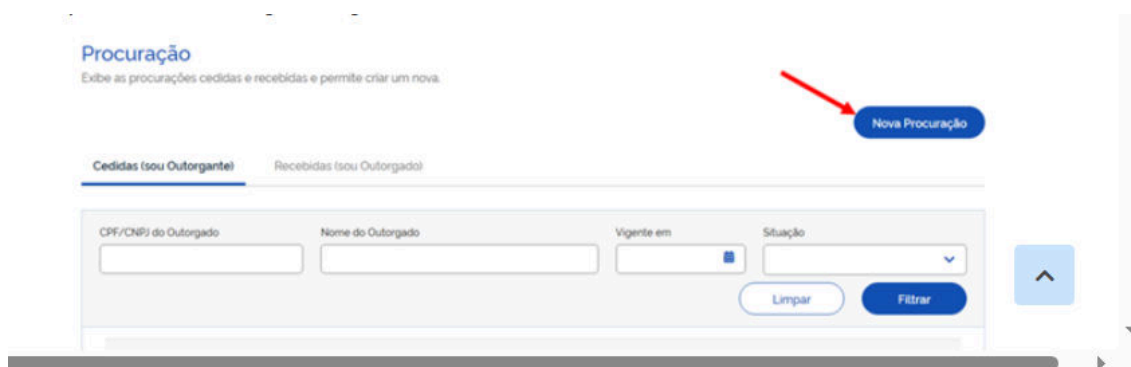 Procuração
Exibe as procurações cedidas e recebidas e permite criar um nova.
Nova Procuração
Cedidas (sou Outorgante) Recebidas (sou Outorgado)
CPF/CNPJ do Outorgado Nome do Outorgado Vigente em Situação
Limpar Filtrar